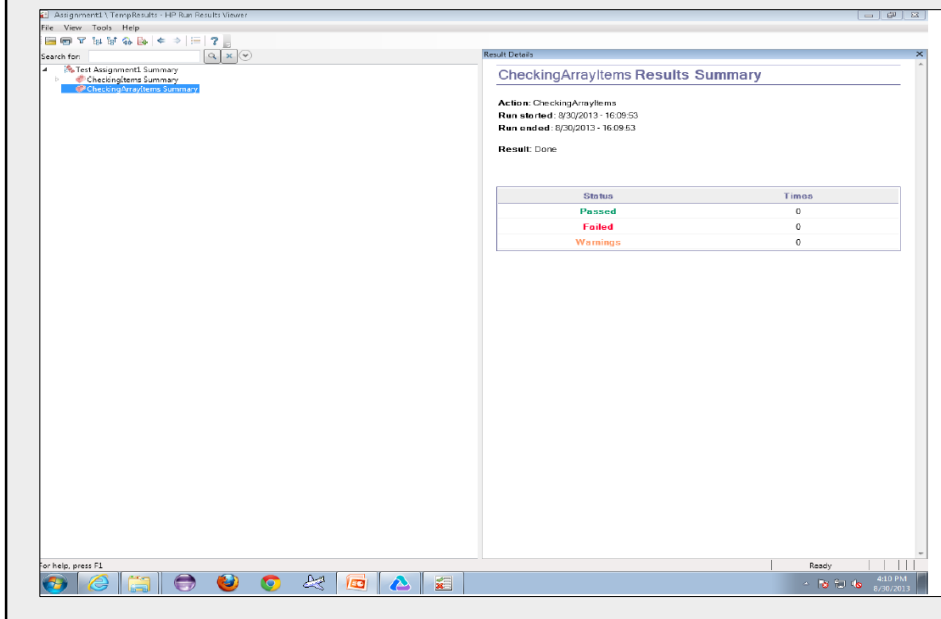 Assignment1 \ TempResults - HP Run Results Viewer
File View Tools Help
Search for:
Test Assignment1 Summary
CheckingItems Summary
CheckingArrayItems Summary
Result Details
CheckingArrayItems Results Summary
Action: CheckingArrayItems
Run started: 8/30/2013 - 16:09:53
Run ended: 8/30/2013 - 16:09:53
Result: Done
Status Times
Passed 0
Failed 0
Warnings 0
For help, press F1
Ready
4:10 PM
8/30/2013